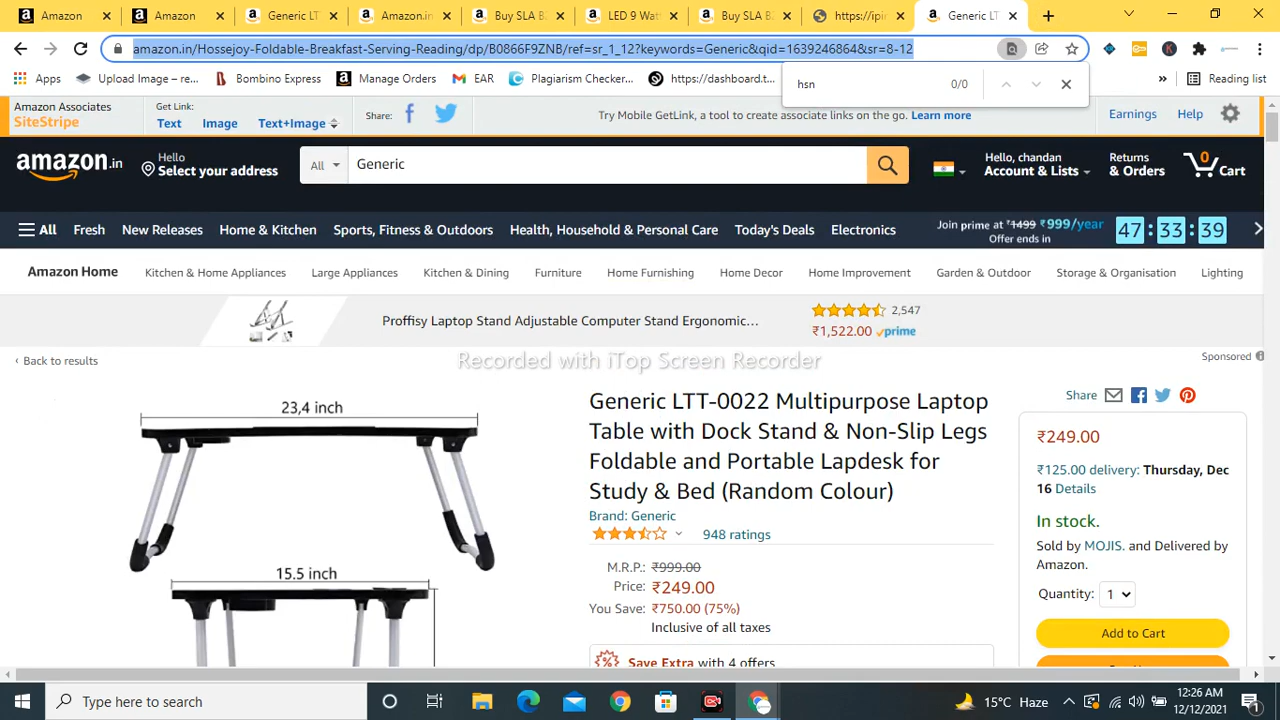 Amazon
Amazon
Generic LT
Amazon.in
Buy SLA B
LED 9 Wat
Buy SLA B
https://ipin
Generic LT
amazon.in/Hossejoy-Foldable-Breakfast-Serving-Reading/dp/B0866F9ZNB/ref=sr_1_12?keywords=Generic&qid=1639246864&sr=8-12
Apps
Upload Image – re...
Bombino Express
Manage Orders
EAR
Plagiarism Checker...
https://dashboard.t...
»
Reading list
hsn 0/0
Amazon Associates
SiteStripe
Get Link:
Text Image Text+Image
Share:
Try Mobile GetLink, a tool to create associate links on the go. Learn more
Earnings Help
amazon.in
Hello
Select your address
All
Generic
Hello, chandan
Account & Lists
Returns
& Orders
0
Cart
All Fresh New Releases Home & Kitchen Sports, Fitness & Outdoors Health, Household & Personal Care Today's Deals Electronics
Join prime at ₹1499 ₹999/year
Offer ends in
47 : 33 : 39
Amazon Home Kitchen & Home Appliances Large Appliances Kitchen & Dining Furniture Home Furnishing Home Decor Home Improvement Garden & Outdoor Storage & Organisation Lighting
Proffisy Laptop Stand Adjustable Computer Stand Ergonomic...
2,547
₹1,522.00 prime
‹ Back to results
Recorded with iTop Screen Recorder
Sponsored
23,4 inch
15.5 inch
Generic LTT-0022 Multipurpose Laptop
Table with Dock Stand & Non-Slip Legs
Foldable and Portable Lapdesk for
Study & Bed (Random Colour)
Brand: Generic
948 ratings
M.R.P.: ₹999.00
Price: ₹249.00
You Save: ₹750.00 (75%)
Inclusive of all taxes
Save Extra with 4 offers
Share
₹249.00
₹125.00 delivery: Thursday, Dec
16 Details
In stock.
Sold by MOJIS. and Delivered by
Amazon.
Quantity: 1
Add to Cart
Type here to search
15°C Haze
12:26 AM
12/12/2021
1